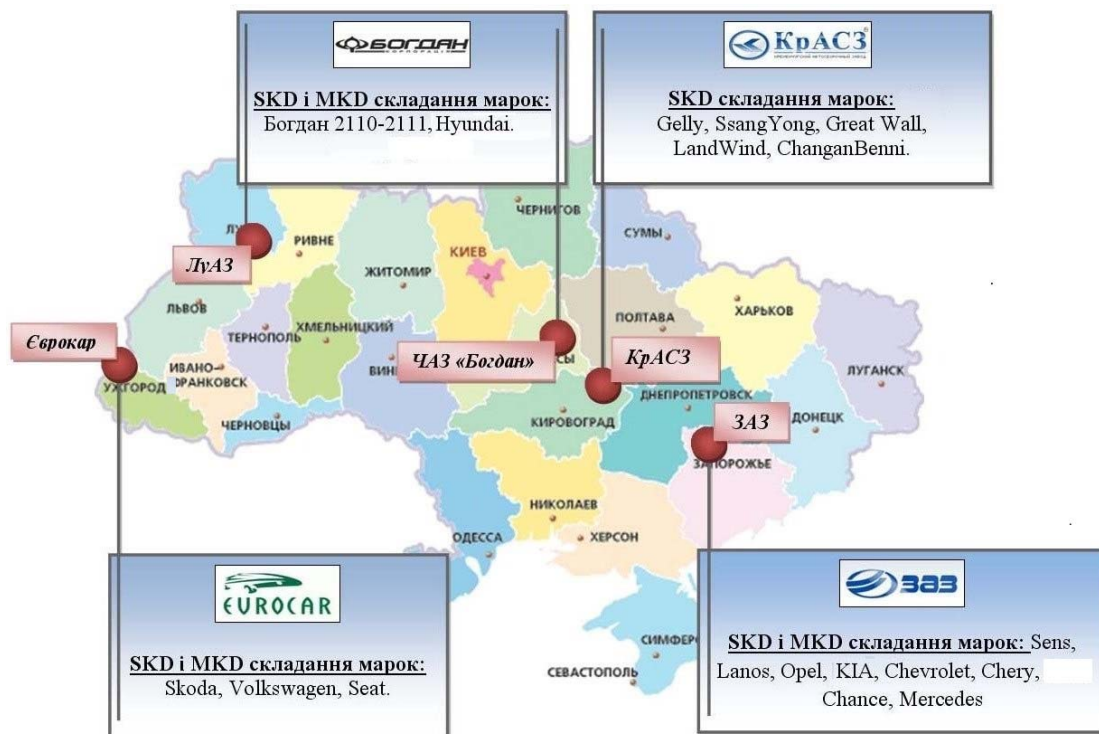 БОГДАН
КОРПОРАЦІЯ
SKD і MKD складання марок:
Богдан 2110-2111, Hyundai.
КрАСЗ
SKD складання марок:
Gelly, SsangYong, Great Wall,
LandWind, ChanganBenni.
ЧЕРНИГОВ
СУМЫ
РИВНЕ
КИЕВ
ЛуАЗ
ЖИТОМИР
ЛЬВОВ
ХАРЬКОВ
ПОЛТАВА
ТЕРНОПОЛЬ
ХМЕЛЬНИЦКИЙ
Єврокар
ЧАЗ «Богдан»
КрАСЗ
ИВАНО-
ФРАНКОВСК
УЖГОРОД
ЛУГАНСК
ДНЕПРОПЕТРОВСК
ЧЕРНОВЦЫ
КИРОВОГРАД
ЗАЗ
ДОНЕЦК
ЗАПОРОЖЬЕ
НИКОЛАЕВ
ОДЕССА
ХЕРСОН
EUROCAR
SKD і MKD складання марок:
Skoda, Volkswagen, Seat.
ЗАЗ
SKD і MKD складання марок: Sens,
Lanos, Opel, KIA, Chevrolet, Chery,
Chance, Mercedes
СИМФЕРО
СЕВАСТОПОЛЬ